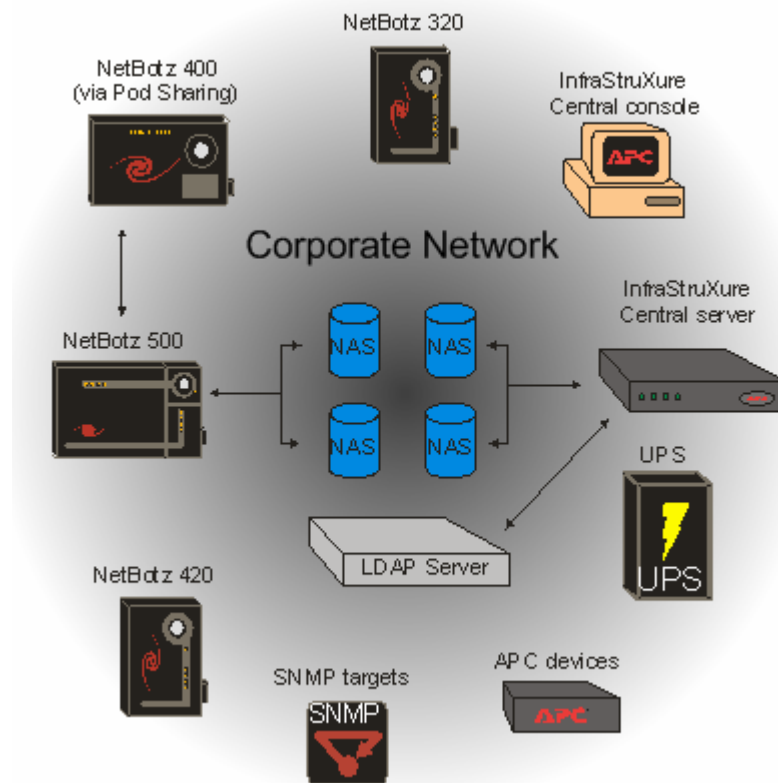 NetBotz 320
NetBotz 400
(via Pod Sharing)
InfraStruXure
Central console
APC
Corporate Network
InfraStruXure
Central server
NetBotz 500
NAS
NAS
NAS
NAS
UPS
UPS
LDAP Server
NetBotz 420
SNMP targets
SNMP
APC devices
APC